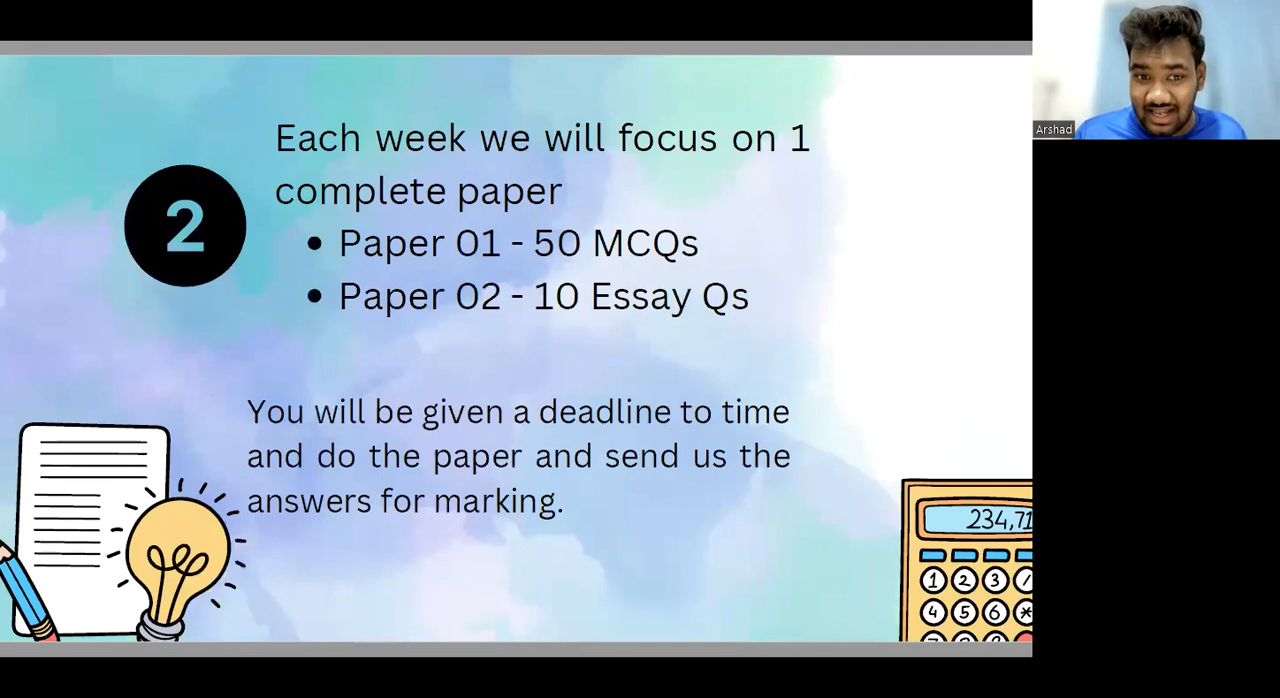 Each week we will focus on 1
complete paper
• Paper 01 - 50 MCQs
• Paper 02 - 10 Essay Qs
2
You will be given a deadline to time
and do the paper and send us the
answers for marking.
234,71
1 2 3 /
4 5 6 *
Arshad